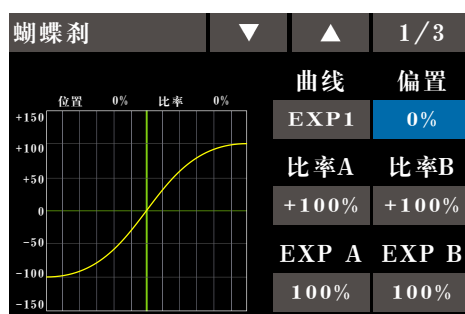 蝴蝶刹 ▼ ▲ 1/3
曲线 偏置
位置 0% 比率 0%
EXP1 0%
+150
+100
+50
0
-50
-100
-150
比率A 比率B
+100% +100%
EXP A EXP B
100% 100%